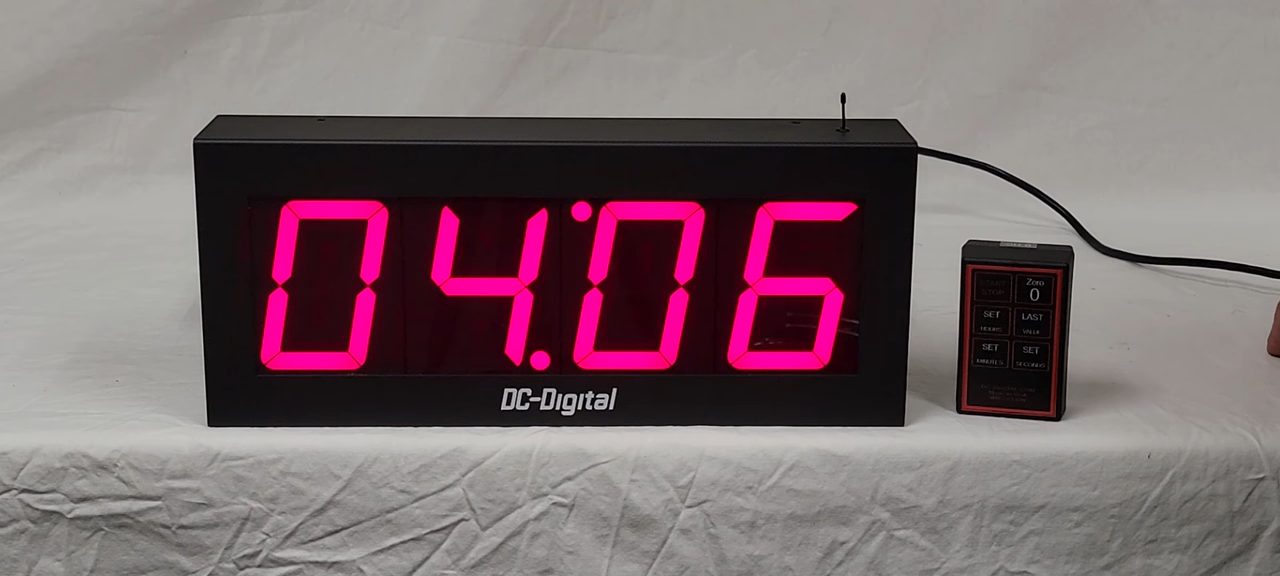 04:06
DC-Digital
START
STOP
Zero
0
SET
HOURS
LAST
VALUE
SET
MINUTES
SET
SECONDS